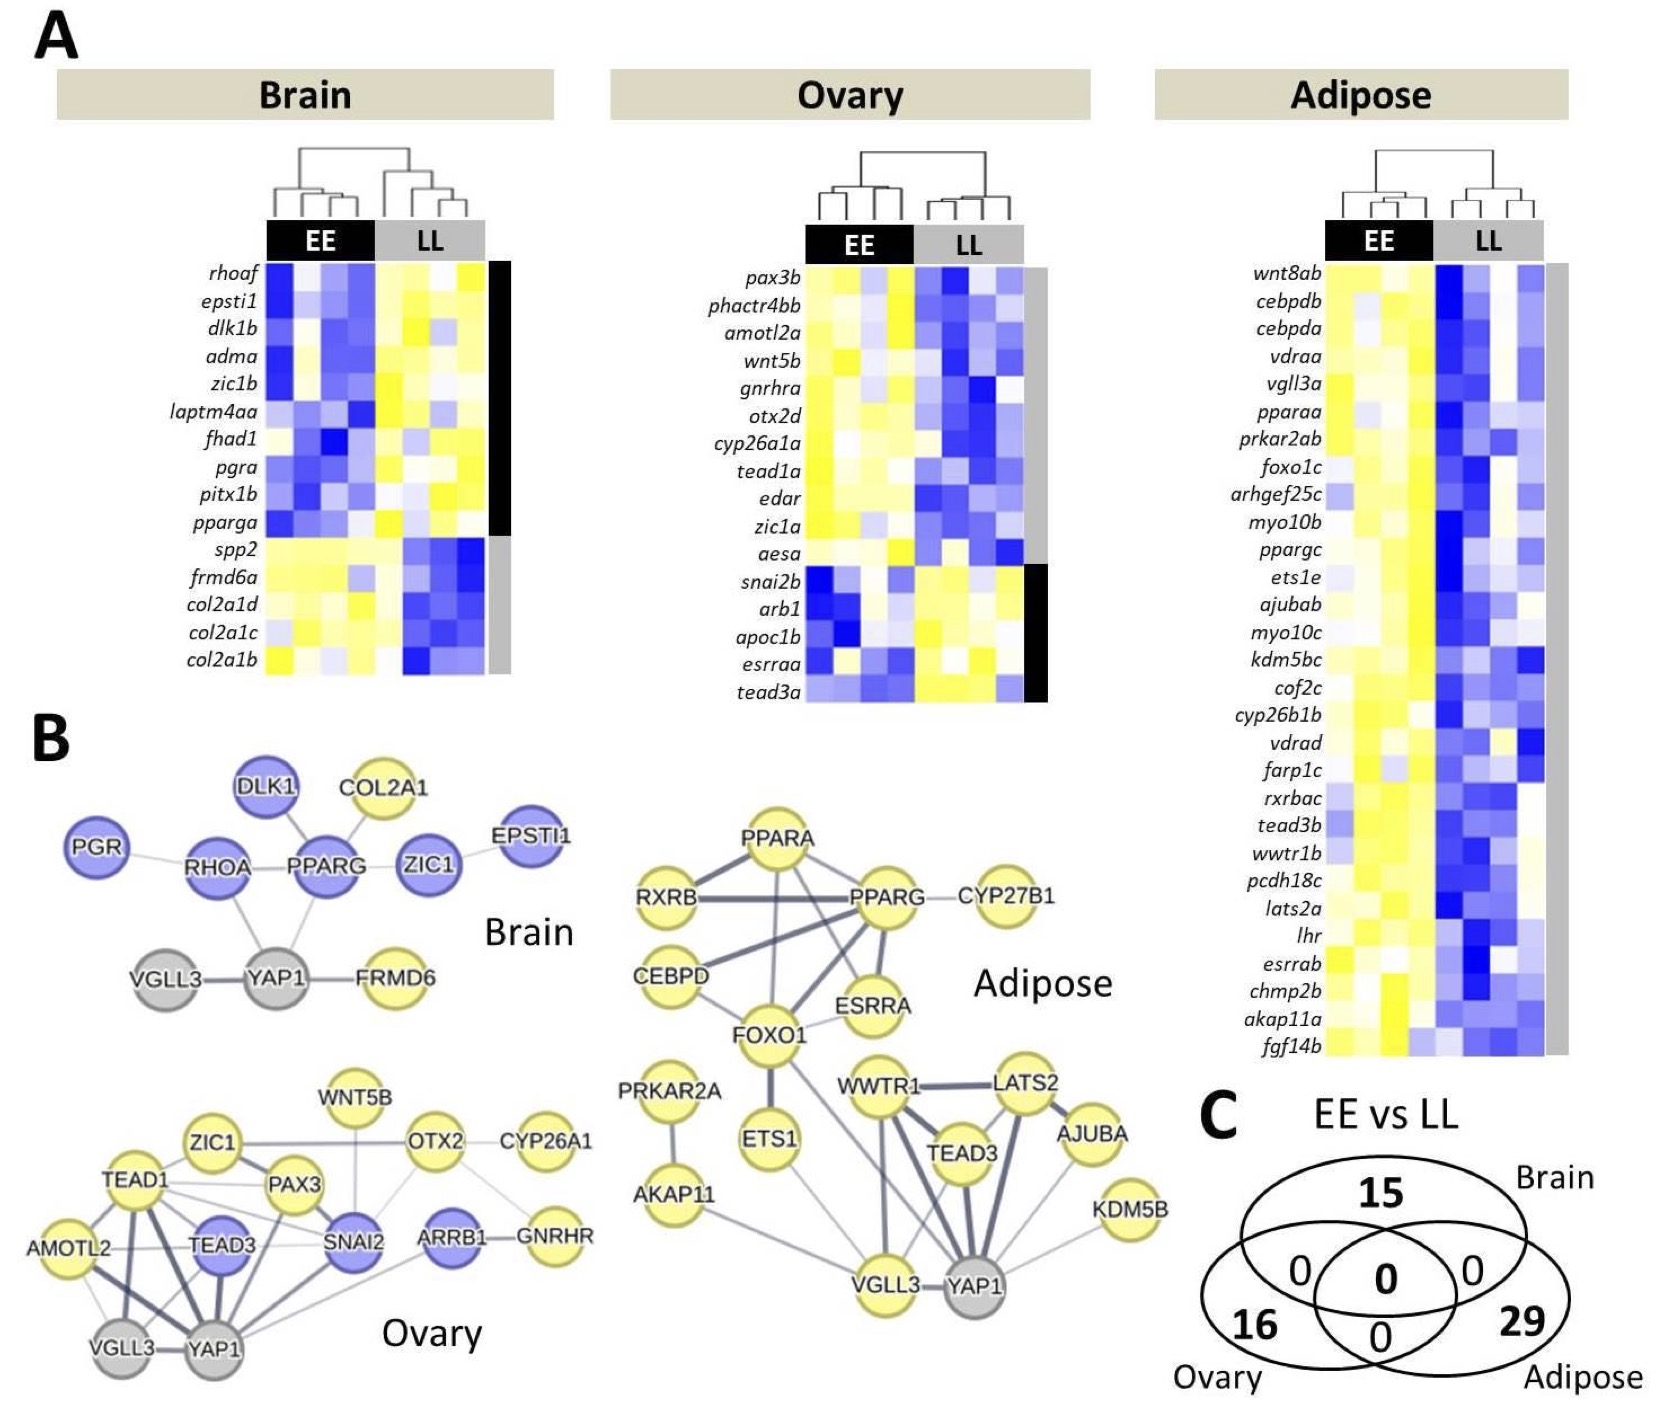 A
Brain
Ovary
Adipose
EE
LL
rhoaf
epsti1
dlk1b
adma
zic1b
laptm4aa
fhad1
pgra
pitx1b
pparga
spp2
frmd6a
col2a1d
col2a1c
col2a1b
EE
LL
pax3b
phactr4bb
amotl2a
wnt5b
gnrhra
otx2d
cyp26a1a
tead1a
edar
zic1a
aesa
snai2b
arb1
apoc1b
esrraa
tead3a
EE
LL
wnt8ab
cebpdb
cebpda
vdraa
vgll3a
pparaa
prkar2ab
foxo1c
arhgef25c
myo10b
ppargc
ets1e
ajubab
myo10c
kdm5bc
cof2c
cyp26b1b
vdrad
farp1c
rxrbac
tead3b
wwtr1b
pcdh18c
lats2a
lhr
esrrab
chmp2b
akap11a
fgf14b
B
DLK1
COL2A1
PGR
RHOA
PPARG
ZIC1
EPSTI1
Brain
VGLL3
YAP1
FRMD6
WNT5B
ZIC1
OTX2
CYP26A1
TEAD1
PAX3
AMOTL2
TEAD3
SNAI2
ARRB1
GNRHR
VGLL3
YAP1
Ovary
PPARA
RXRB
PPARG
CYP27B1
CEBPD
Adipose
ESRRA
FOXO1
PRKAR2A
WWTR1
LATS2
ETS1
TEAD3
AJUBA
AKAP11
KDM5B
VGLL3
YAP1
C
EE vs LL
Brain
15
0
0
0
16
29
0
Ovary
Adipose